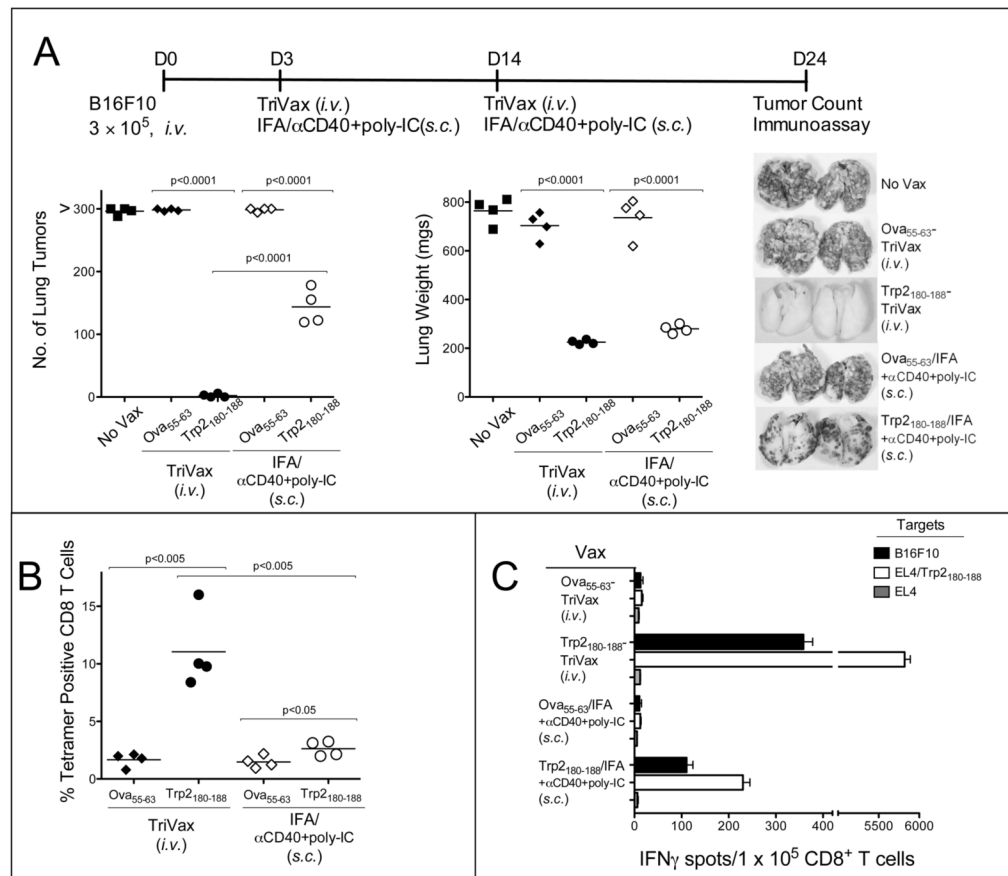 A
D0
D3
D14
D24
B16F10
3 × 10⁵, i.v.
TriVax (i.v.)
IFA/αCD40+poly-IC(s.c.)
TriVax (i.v.)
IFA/αCD40+poly-IC (s.c.)
Tumor Count
Immunoassay
No. of Lung Tumors
>
300
200
100
0
p<0.0001
p<0.0001
p<0.0001
No Vax
Ova₅₅₋₆₃
Trp2₁₈₀₋₁₈₈
Ova₅₅₋₆₃
Trp2₁₈₀₋₁₈₈
TriVax
(i.v.)
IFA/
αCD40+poly-IC
(s.c.)
Lung Weight (mgs)
800
600
400
200
0
p<0.0001
p<0.0001
No Vax
Ova₅₅₋₆₃
Trp2₁₈₀₋₁₈₈
Ova₅₅₋₆₃
Trp2₁₈₀₋₁₈₈
TriVax
(i.v.)
IFA/
αCD40+poly-IC
(s.c.)
No Vax
Ova₅₅₋₆₃-
TriVax
(i.v.)
Trp2₁₈₀₋₁₈₈-
TriVax
(i.v.)
Ova₅₅₋₆₃/IFA
+αCD40+poly-IC
(s.c.)
Trp2₁₈₀₋₁₈₈/IFA
+αCD40+poly-IC
(s.c.)
B
% Tetramer Positive CD8 T Cells
15
10
5
0
p<0.005
p<0.005
p<0.05
Ova₅₅₋₆₃
Trp2₁₈₀₋₁₈₈
Ova₅₅₋₆₃
Trp2₁₈₀₋₁₈₈
TriVax
(i.v.)
IFA/
αCD40+poly-IC
(s.c.)
C
Vax
Targets
B16F10
EL4/Trp2₁₈₀₋₁₈₈
EL4
Ova₅₅₋₆₃-
TriVax
(i.v.)
Trp2₁₈₀₋₁₈₈-
TriVax
(i.v.)
Ova₅₅₋₆₃/IFA
+αCD40+poly-IC
(s.c.)
Trp2₁₈₀₋₁₈₈/IFA
+αCD40+poly-IC
(s.c.)
0 100 200 300 400 5500 6000
IFNγ spots/1 x 10⁵ CD8⁺ T cells